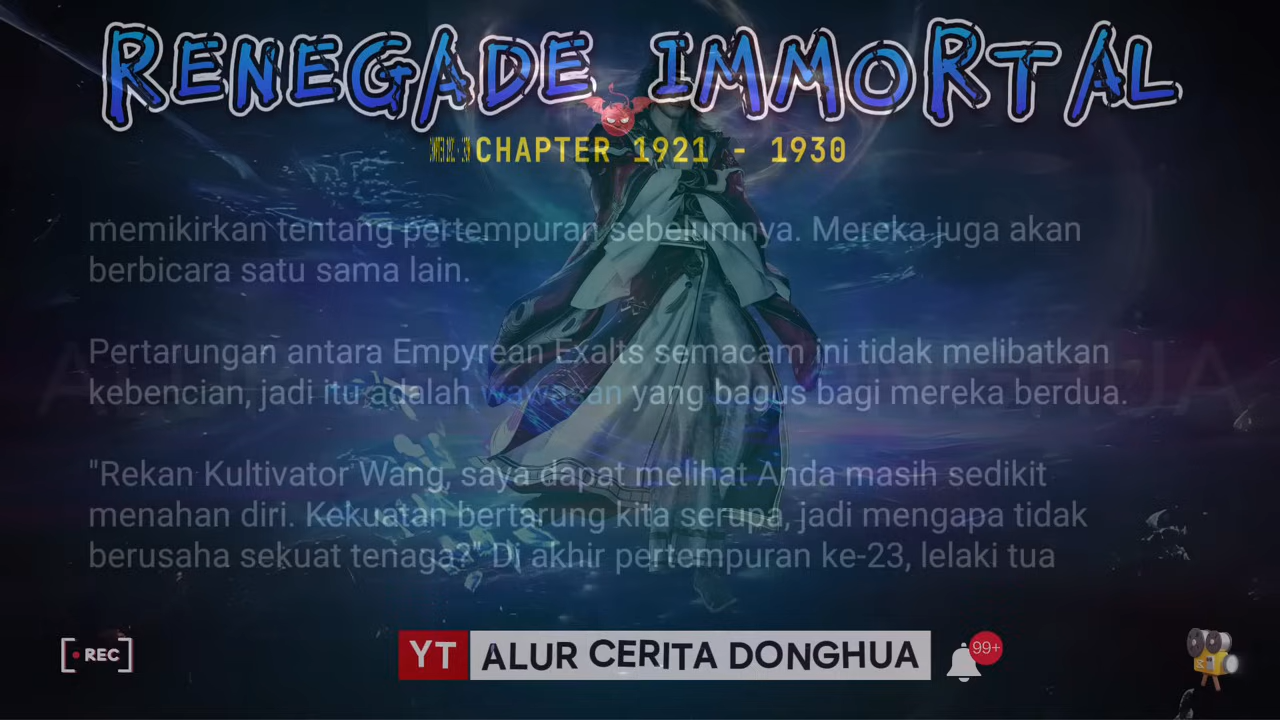 RENEGADE IMMORTAL
CHAPTER 1921 - 1930
memikirkan tentang pertempuran sebelumnya. Mereka juga akan
berbicara satu sama lain.
Pertarungan antara Empyrean Exalts semacam ini tidak melibatkan
kebencian, jadi itu adalah wawasan yang bagus bagi mereka berdua.
"Rekan Kultivator Wang, saya dapat melihat Anda masih sedikit
menahan diri. Kekuatan bertarung kita serupa, jadi mengapa tidak
berusaha sekuat tenaga?" Di akhir pertempuran ke-23, lelaki tua
REC
YT ALUR CERITA DONGHUA
99+